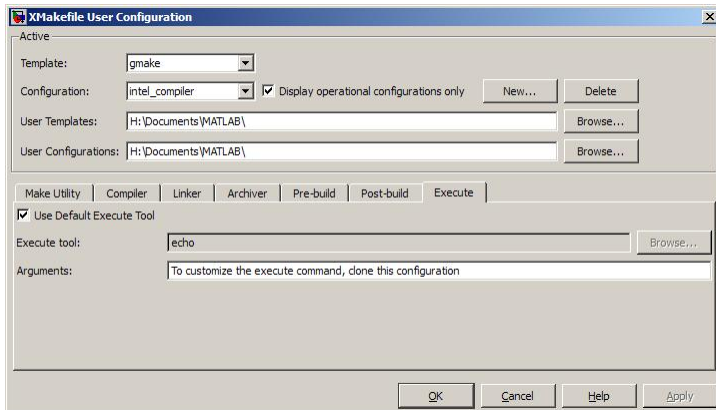 XMakefile User Configuration
Active
Template: gmake
Configuration: intel_compiler Display operational configurations only New... Delete
User Templates: H:\Documents\MATLAB\ Browse...
User Configurations: H:\Documents\MATLAB\ Browse...
Make Utility Compiler Linker Archiver Pre-build Post-build Execute
Use Default Execute Tool
Execute tool: echo Browse...
Arguments: To customize the execute command, clone this configuration
OK Cancel Help Apply